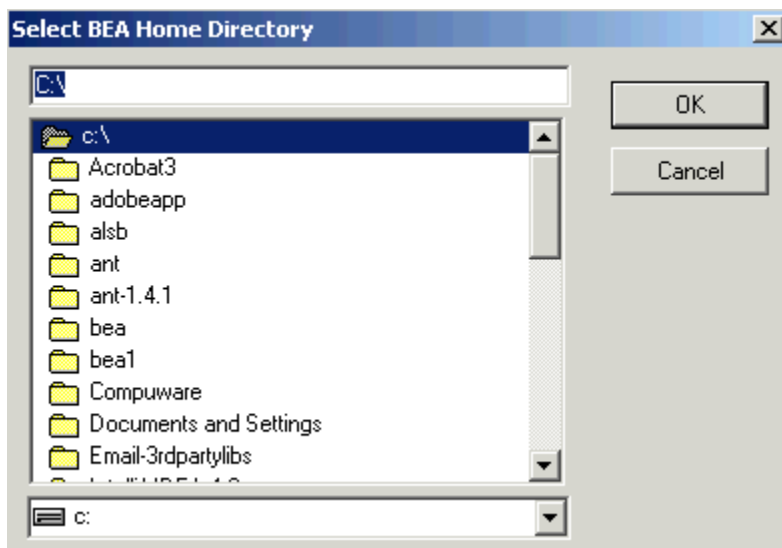 Select BEA Home Directory
C:\
OK
c:\
Acrobat3
Cancel
adobeapp
alsb
ant
ant-1.4.1
bea
bea1
Compuware
Documents and Settings
Email-3rdpartylibs
c: